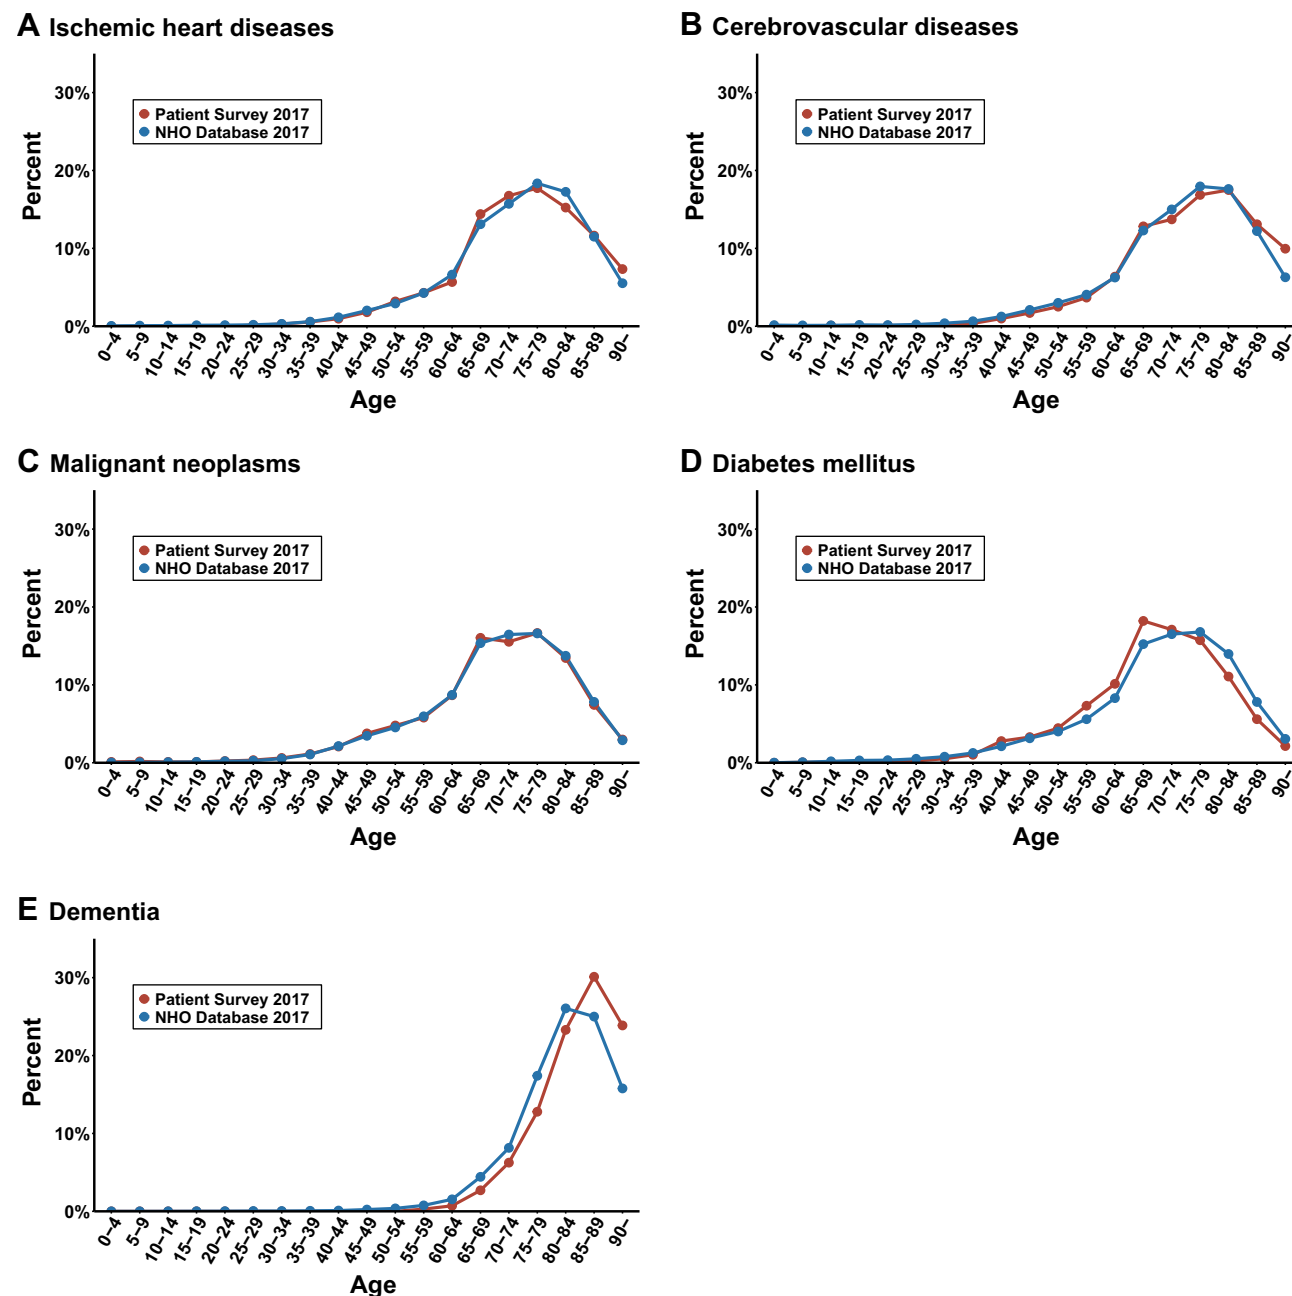 A Ischemic heart diseases
Percent
30%
20%
10%
0%
Patient Survey 2017
NHO Database 2017
0–4 5–9 10–14 15–19 20–24 25–29 30–34 35–39 40–44 45–49 50–54 55–59 60–64 65–69 70–74 75–79 80–84 85–89 90–
Age
B Cerebrovascular diseases
Percent
30%
20%
10%
0%
Patient Survey 2017
NHO Database 2017
0–4 5–9 10–14 15–19 20–24 25–29 30–34 35–39 40–44 45–49 50–54 55–59 60–64 65–69 70–74 75–79 80–84 85–89 90–
Age
C Malignant neoplasms
Percent
30%
20%
10%
0%
Patient Survey 2017
NHO Database 2017
0–4 5–9 10–14 15–19 20–24 25–29 30–34 35–39 40–44 45–49 50–54 55–59 60–64 65–69 70–74 75–79 80–84 85–89 90–
Age
D Diabetes mellitus
Percent
30%
20%
10%
0%
Patient Survey 2017
NHO Database 2017
0–4 5–9 10–14 15–19 20–24 25–29 30–34 35–39 40–44 45–49 50–54 55–59 60–64 65–69 70–74 75–79 80–84 85–89 90–
Age
E Dementia
Percent
30%
20%
10%
0%
Patient Survey 2017
NHO Database 2017
0–4 5–9 10–14 15–19 20–24 25–29 30–34 35–39 40–44 45–49 50–54 55–59 60–64 65–69 70–74 75–79 80–84 85–89 90–
Age